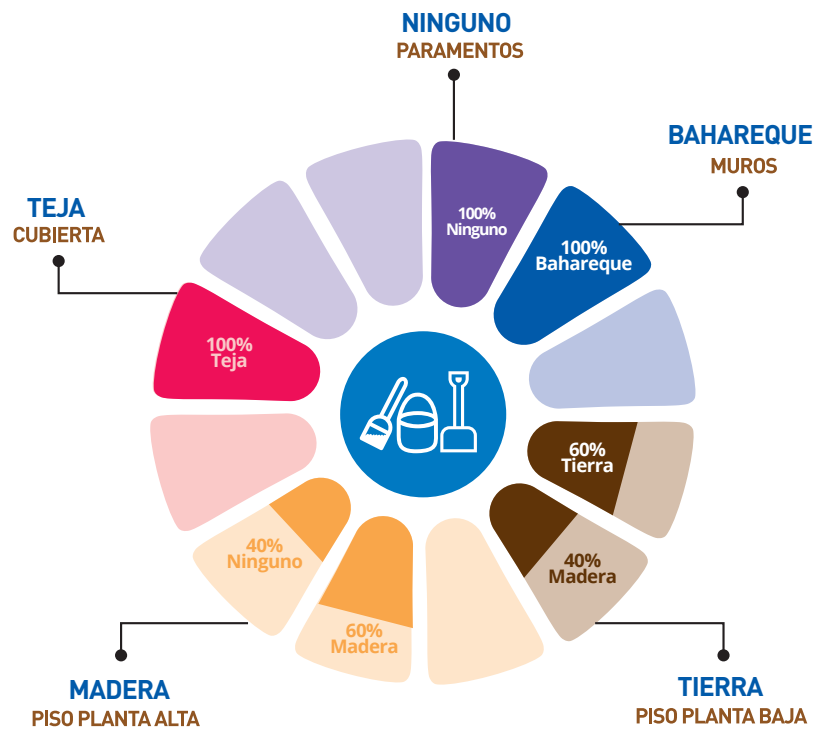 NINGUNO
PARAMENTOS
BAHAREQUE
MUROS
TEJA
CUBIERTA
100%
Ninguno
100%
Bahareque
100%
Teja
60%
Tierra
40%
Ninguno
40%
Madera
60%
Madera
MADERA
PISO PLANTA ALTA
TIERRA
PISO PLANTA BAJA